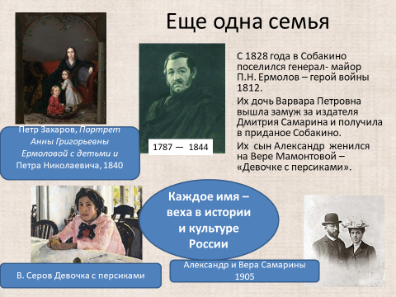 Еще одна семья
С 1828 года в Собакино
поселился генерал- майор
П.Н. Ермолов – герой войны
1812.
Их дочь Варвара Петровна
вышла замуж за издателя
Дмитрия Самарина и получила
в приданое Собакино.
Их сын Александр женился
на Вере Мамонтовой –
«Девочке с персиками».
1787 — 1844
Петр Захаров, Портрет
Анны Григорьевны
Ермоловой с детьми и
Петра Николаевича, 1840
Каждое имя –
веха в истории
и культуре
России
В. Серов Девочка с персиками
Александр и Вера Самарины
1905